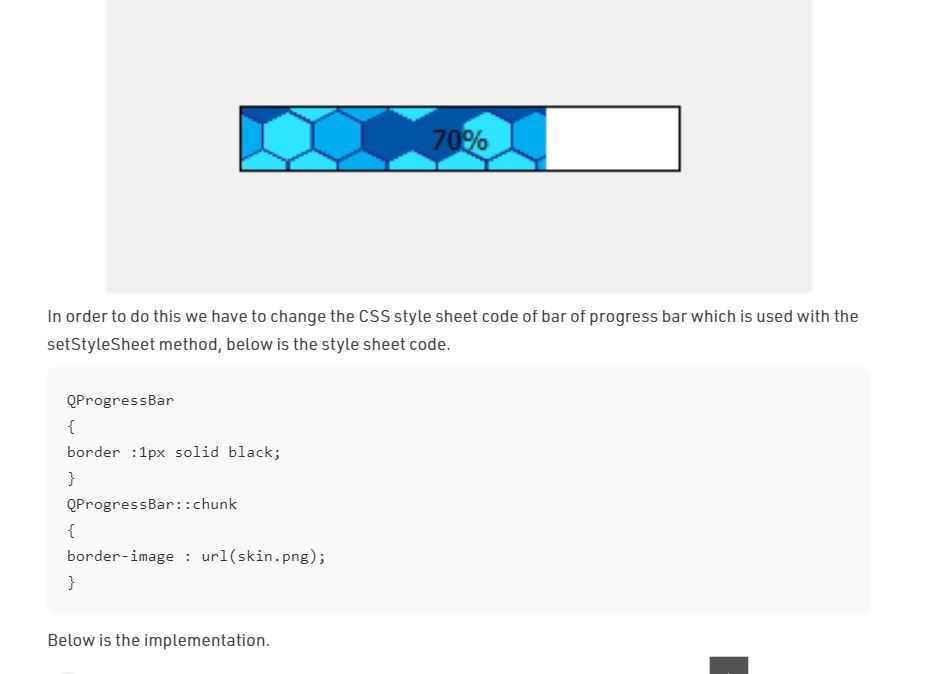 70%
In order to do this we have to change the CSS style sheet code of bar of progress bar which is used with the
setStyleSheet method, below is the style sheet code.
QProgressBar
{
border :1px solid black;
}
QProgressBar::chunk
{
border-image : url(skin.png);
}
Below is the implementation.